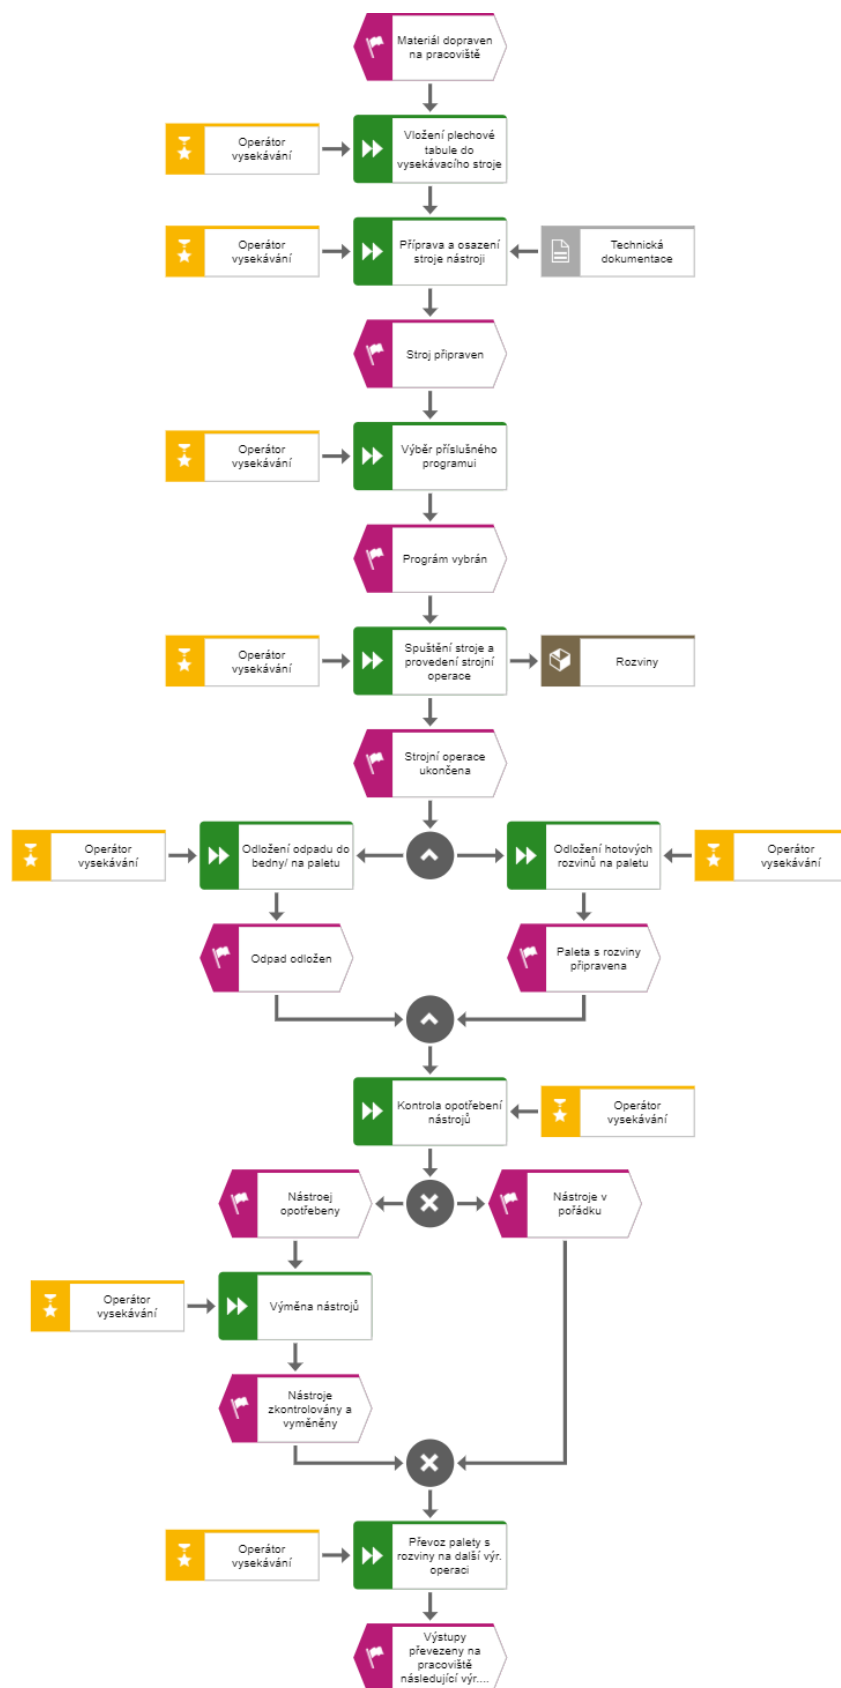 Materiál dopraven
na pracoviště
Operátor
vysekávání
Vložení plechové
tabule do
vysekávacího stroje
Operátor
vysekávání
Příprava a osazení
stroje nástroji
Technická
dokumentace
Stroj připraven
Operátor
vysekávání
Výběr příslušného
programui
Prográm vybrán
Operátor
vysekávání
Spuštění stroje a
provedení strojní
operace
Rozviny
Strojní operace
ukončena
Operátor
vysekávání
Odložení odpadu do
bedny/ na paletu
Odložení hotových
rozvinů na paletu
Operátor
vysekávání
Odpad odložen
Paleta s rozviny
připravena
Kontrola opotřebení
nástrojů
Operátor
vysekávání
Nástroej
opotřebeny
Nástroje v
pořádku
Operátor
vysekávání
Výměna nástrojů
Nástroje
zkontrolovány a
vyměněny
Operátor
vysekávání
Převoz palety s
rozviny na další výr.
operaci
Výstupy
převezeny na
pracoviště
následující výr....